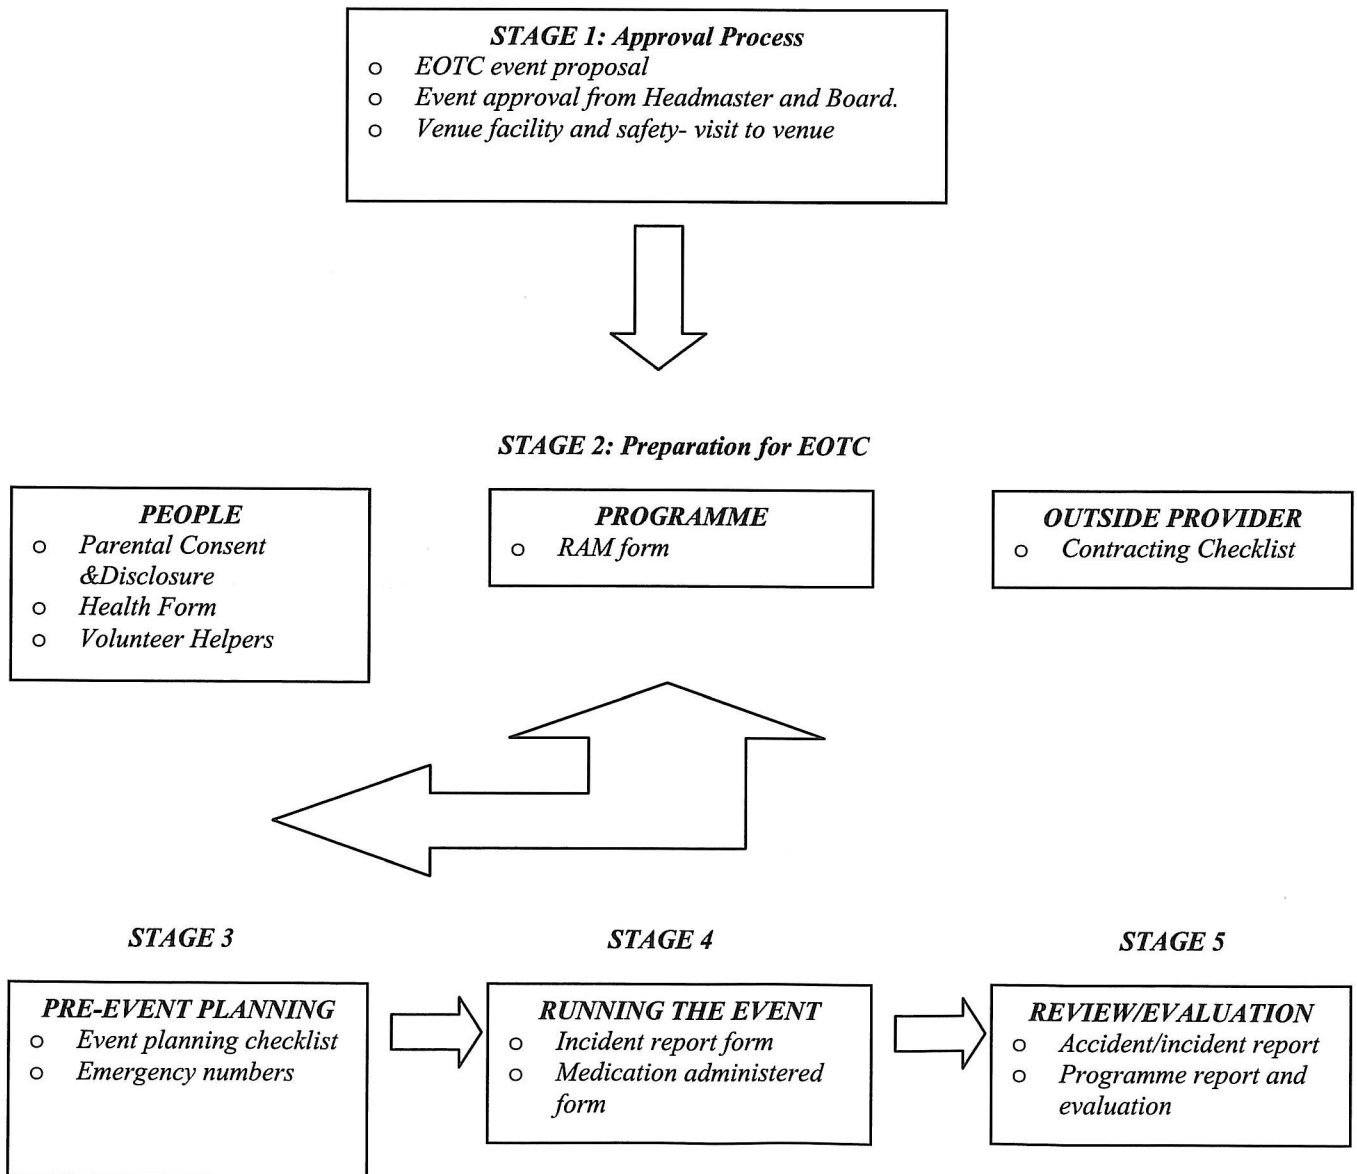 STAGE 1: Approval Process
o EOTC event proposal
o Event approval from Headmaster and Board.
o Venue facility and safety- visit to venue
STAGE 2: Preparation for EOTC
PEOPLE
o Parental Consent
&Disclosure
o Health Form
o Volunteer Helpers
PROGRAMME
o RAM form
OUTSIDE PROVIDER
o Contracting Checklist
STAGE 3
PRE-EVENT PLANNING
o Event planning checklist
o Emergency numbers
STAGE 4
RUNNING THE EVENT
o Incident report form
o Medication administered
form
STAGE 5
REVIEW/EVALUATION
o Accident/incident report
o Programme report and
evaluation